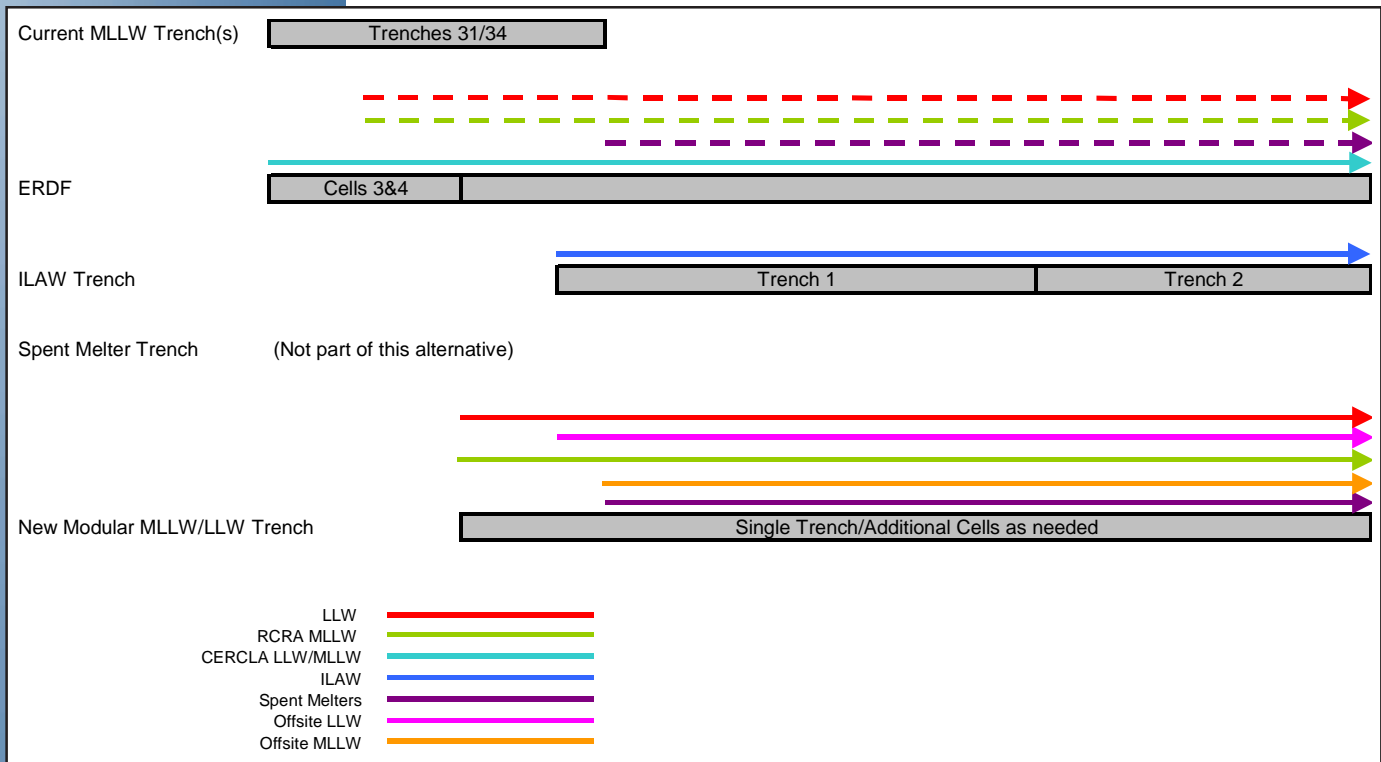 Current MLLW Trench(s)
Trenches 31/34
ERDF
Cells 3&4
ILAW Trench
Trench 1
Trench 2
Spent Melter Trench
(Not part of this alternative)
New Modular MLLW/LLW Trench
Single Trench/Additional Cells as needed
LLW
RCRA MLLW
CERCLA LLW/MLLW
ILAW
Spent Melters
Offsite LLW
Offsite MLLW